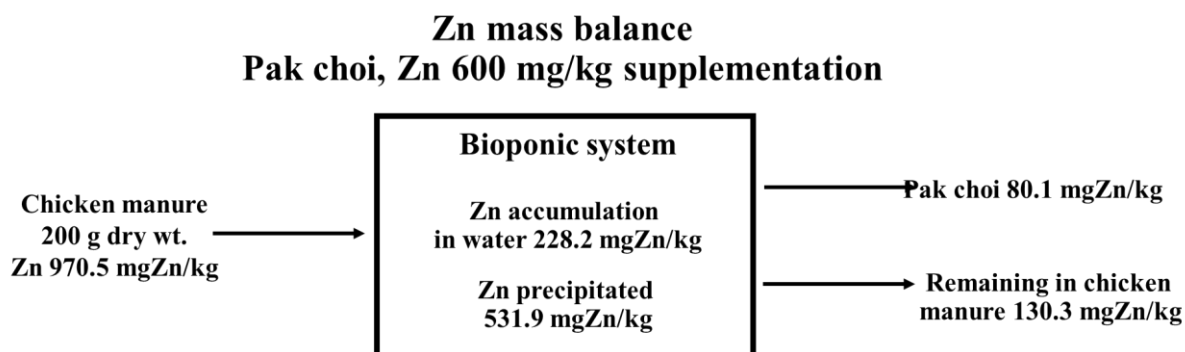 Zn mass balance
Pak choi, Zn 600 mg/kg supplementation
Bioponic system
Chicken manure
200 g dry wt.
Zn 970.5 mgZn/kg
Zn accumulation
in water 228.2 mgZn/kg
Zn precipitated
531.9 mgZn/kg
Pak choi 80.1 mgZn/kg
Remaining in chicken
manure 130.3 mgZn/kg